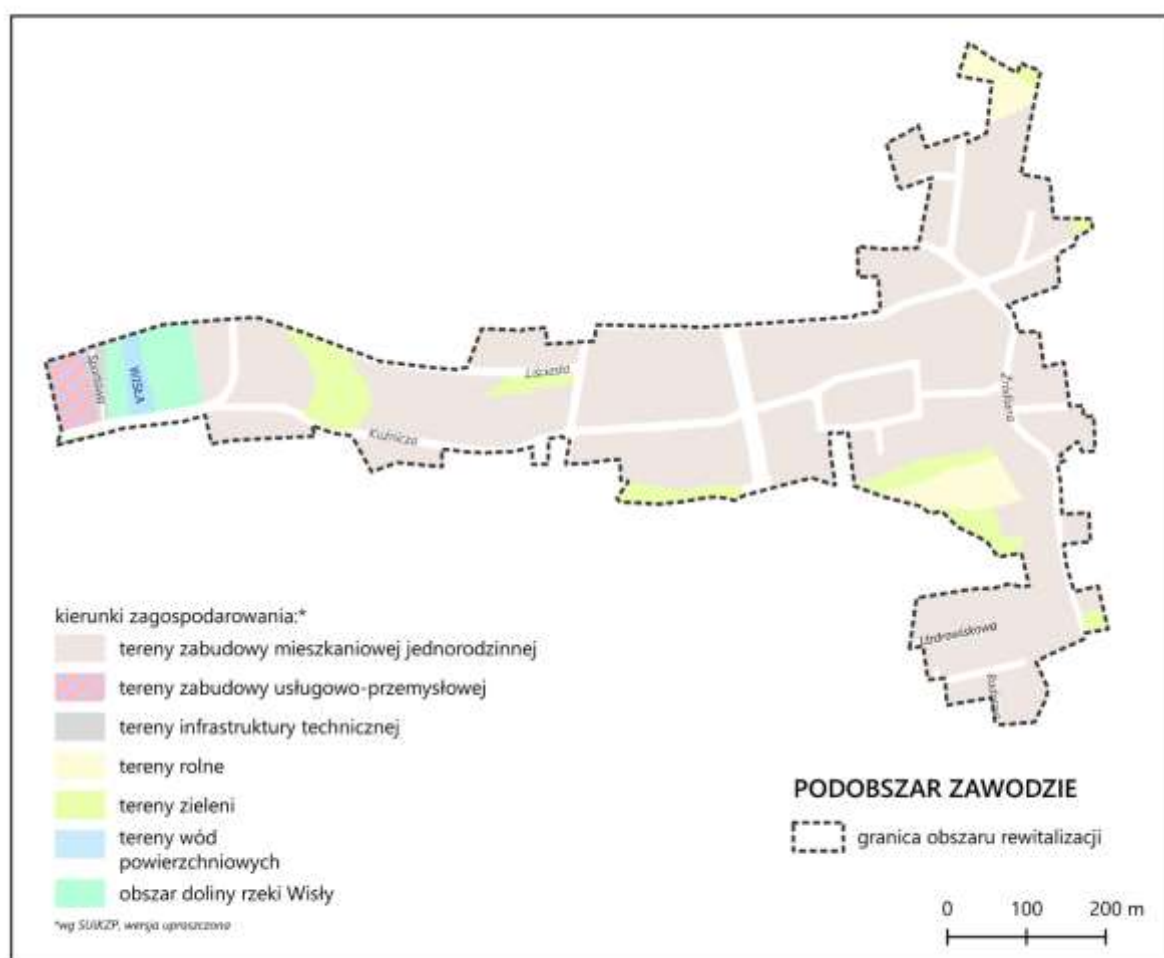 Sportowa
WISŁA
Lisciasta
Kuźnicza
Źródlana
Uzdrowiskowa
kierunki zagospodarowania:*
tereny zabudowy mieszkaniowej jednorodzinnej
tereny zabudowy usługowo-przemysłowej
tereny infrastruktury technicznej
tereny rolne
tereny zieleni
tereny wód
powierzchniowych
obszar doliny rzeki Wisły
*wg SUiKZP, wersja uproszczona
PODOBSZAR ZAWODZIE
granica obszaru rewitalizacji
0 100 200 m